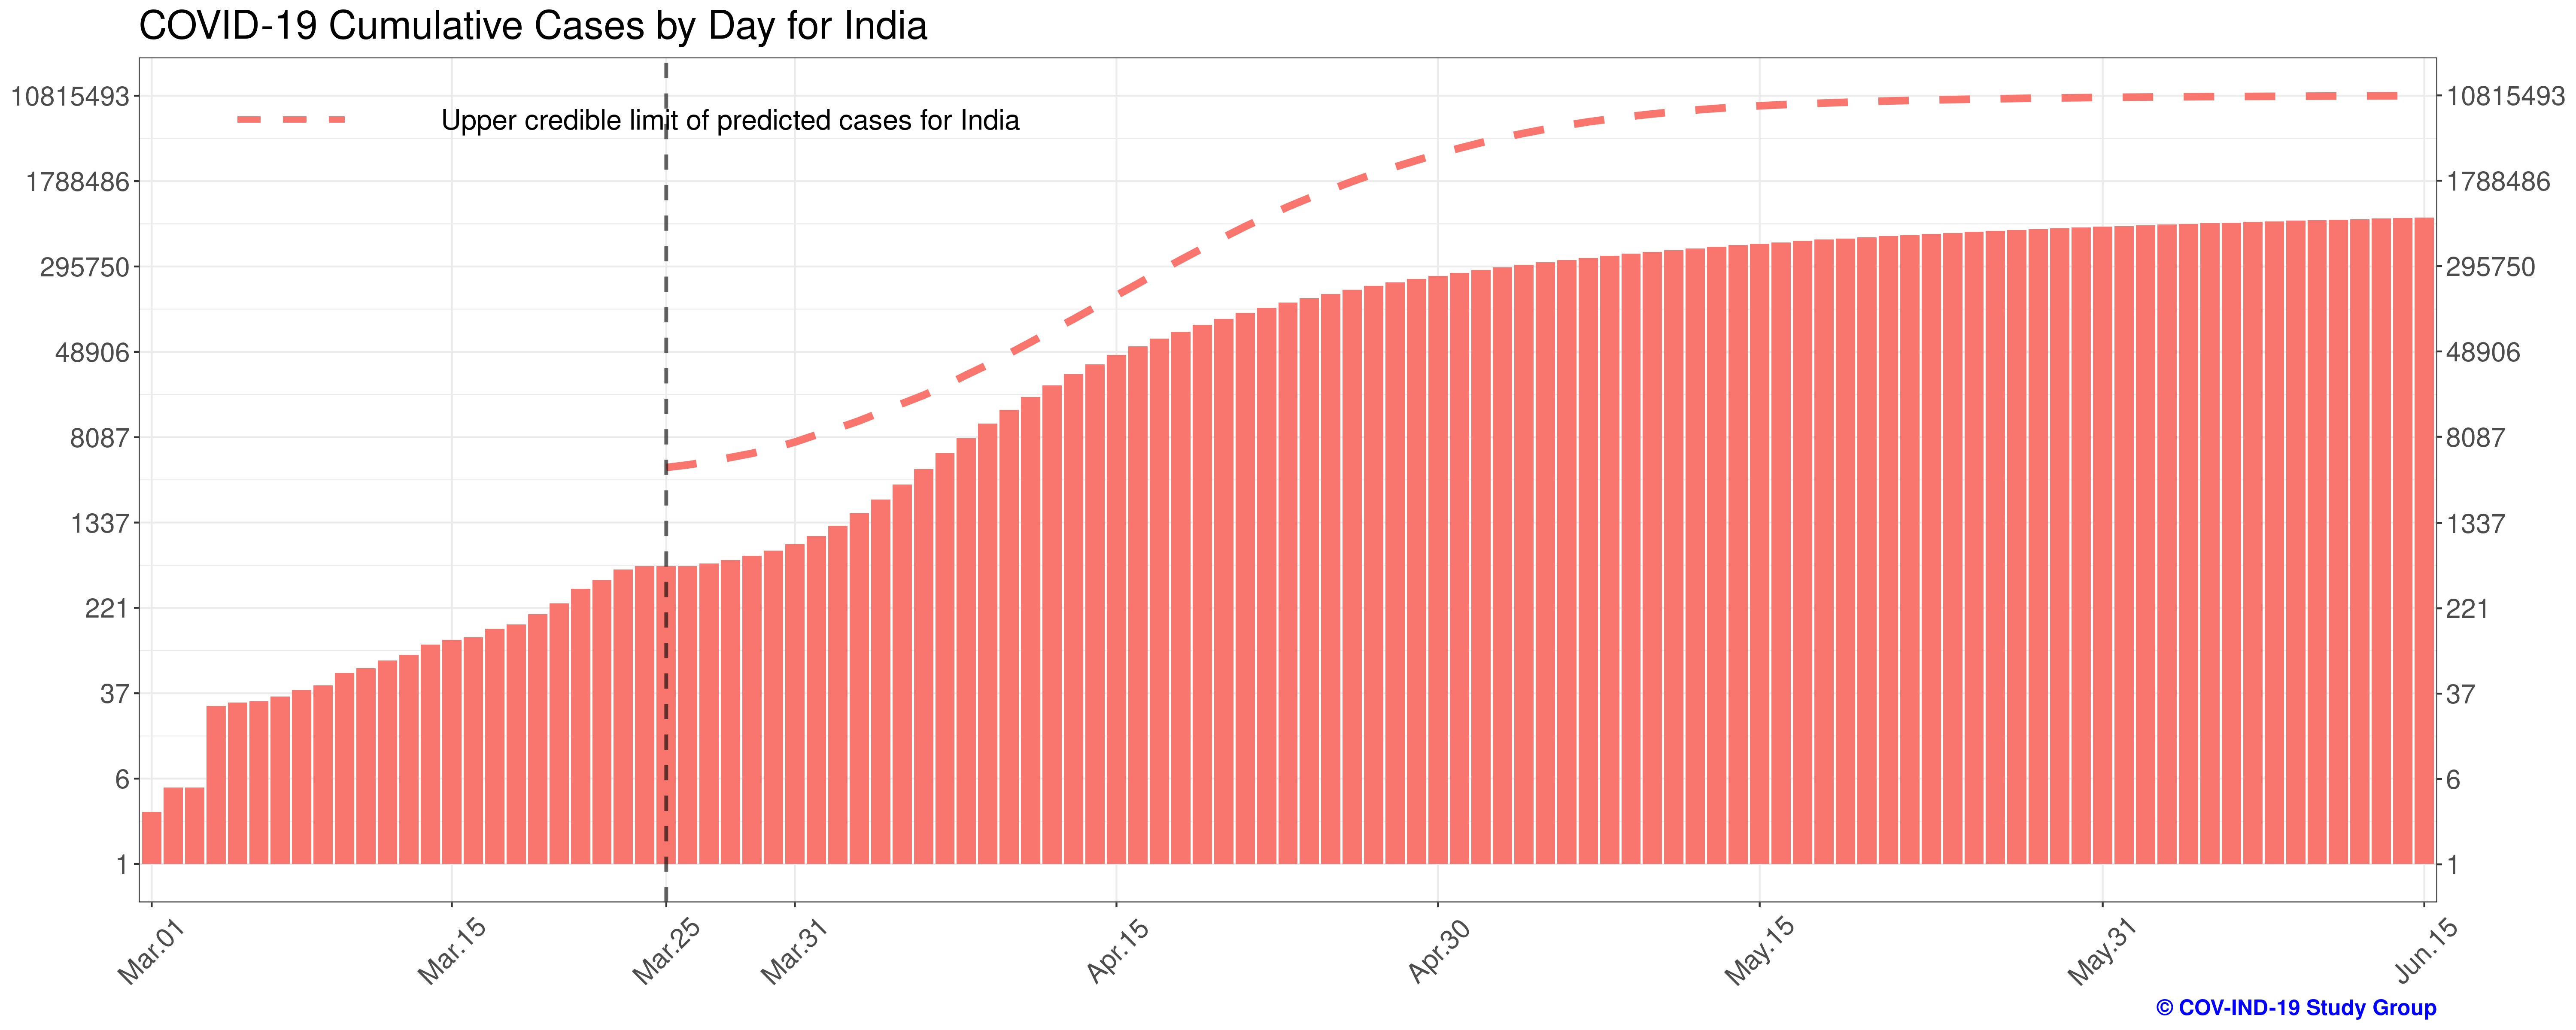 COVID-19 Cumulative Cases by Day for India
Upper credible limit of predicted cases for India
10815493 10815493
1788486 1788486
295750 295750
48906 48906
8087 8087
1337 1337
221 221
37 37
6 6
1 1
Mar.01 Mar.15 Mar.25 Mar.31 Apr.15 Apr.30 May.15 May.31 Jun.15
© COV-IND-19 Study Group